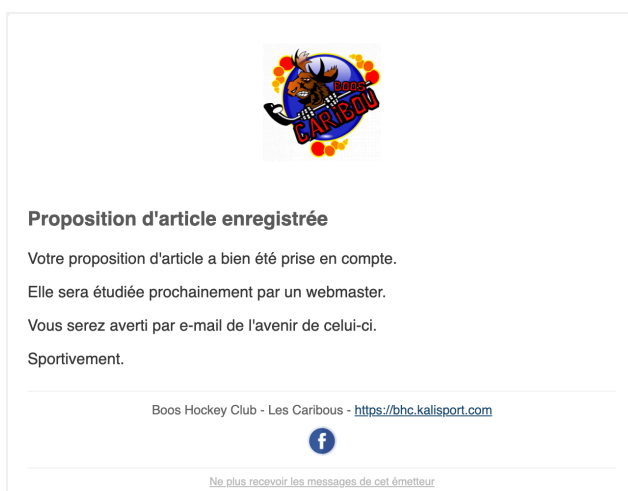 BOOS
CARIBOU
Proposition d'article enregistrée
Votre proposition d'article a bien été prise en compte.
Elle sera étudiée prochainement par un webmaster.
Vous serez averti par e-mail de l'avenir de celui-ci.
Sportivement.
Boos Hockey Club - Les Caribous - https://bhc.kalisport.com
f
Ne plus recevoir les messages de cet émetteur